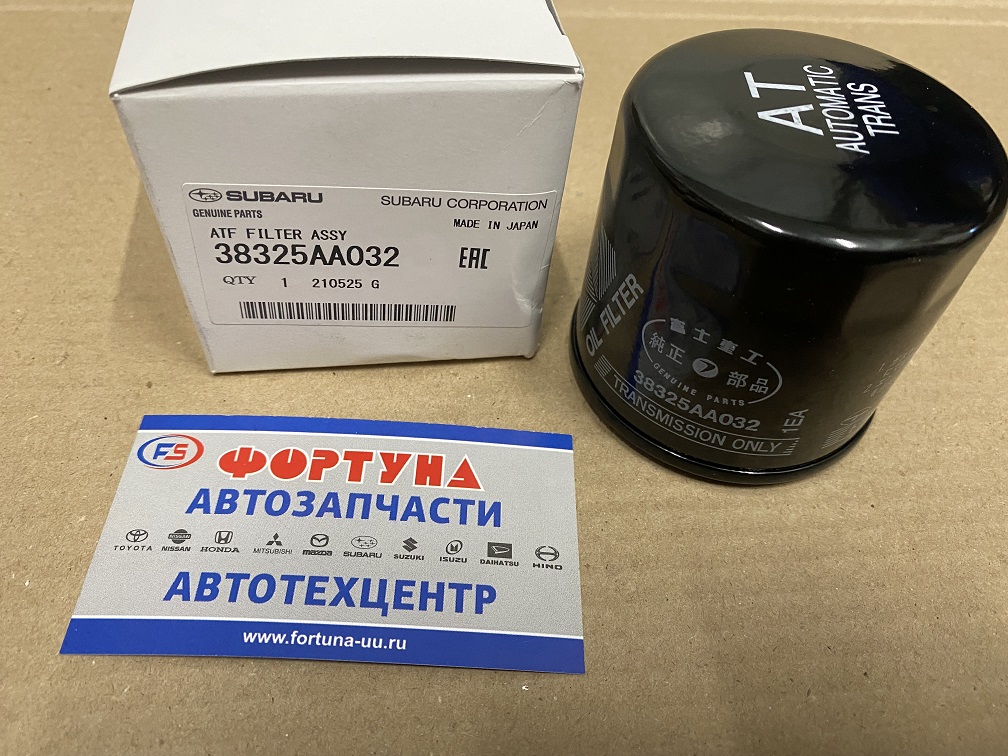 SUBARU
SUBARU CORPORATION
GENUINE PARTS
MADE IN JAPAN
ATF FILTER ASSY
38325AA032
EAC
QTY 1 210525 G
AT
AUTOMATIC
TRANS
OIL FILTER
富士重工
純正 部品
GENUINE PARTS
38325AA032
TRANSMISSION ONLY
1EA
FS
ФОРТУНА
АВТОЗАПЧАСТИ
TOYOTA NISSAN HONDA MITSUBISHI mazda SUBARU SUZUKI ISUZU DAIHATSU HINO
АВТОТЕХЦЕНТР
www.fortuna-uu.ru